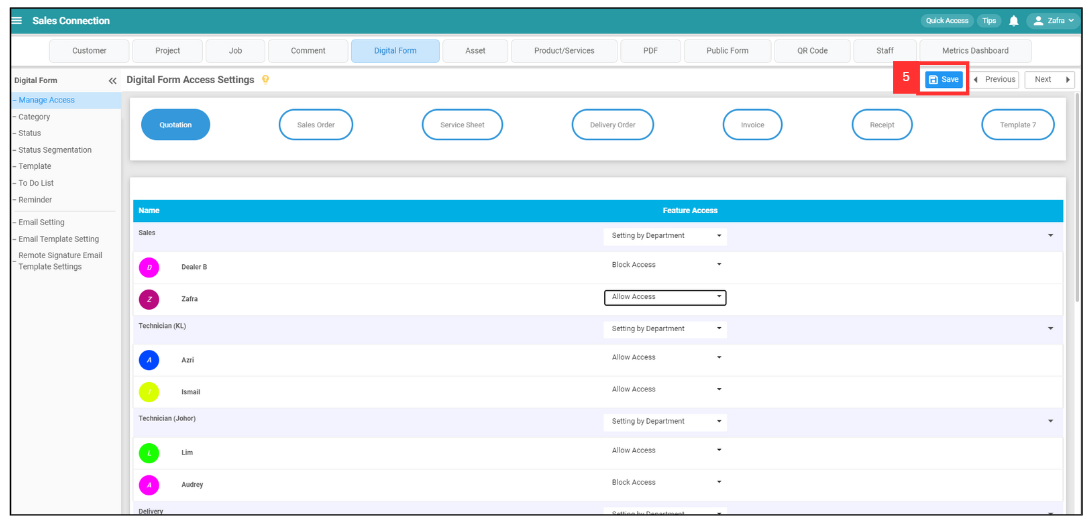 Sales Connection
Quick Access Tips Zafra
Customer Project Job Comment Digital Form Asset Product/Services PDF Public Form QR Code Staff Metrics Dashboard
Digital Form
Digital Form Access Settings
5 Save Previous Next
– Manage Access
– Category
– Status
– Status Segmentation
– Template
– To Do List
– Reminder
– Email Setting
– Email Template Setting
– Remote Signature Email
Template Settings
Quotation Sales Order Service Sheet Delivery Order Invoice Receipt Template 7
Name Feature Access
Sales Setting by Department
D Dealer B Block Access
Z Zafra Allow Access
Technician (KL) Setting by Department
A Azri Allow Access
I Ismail Allow Access
Technician (Johor) Setting by Department
L Lim Allow Access
A Audrey Block Access
Delivery Setting by Department